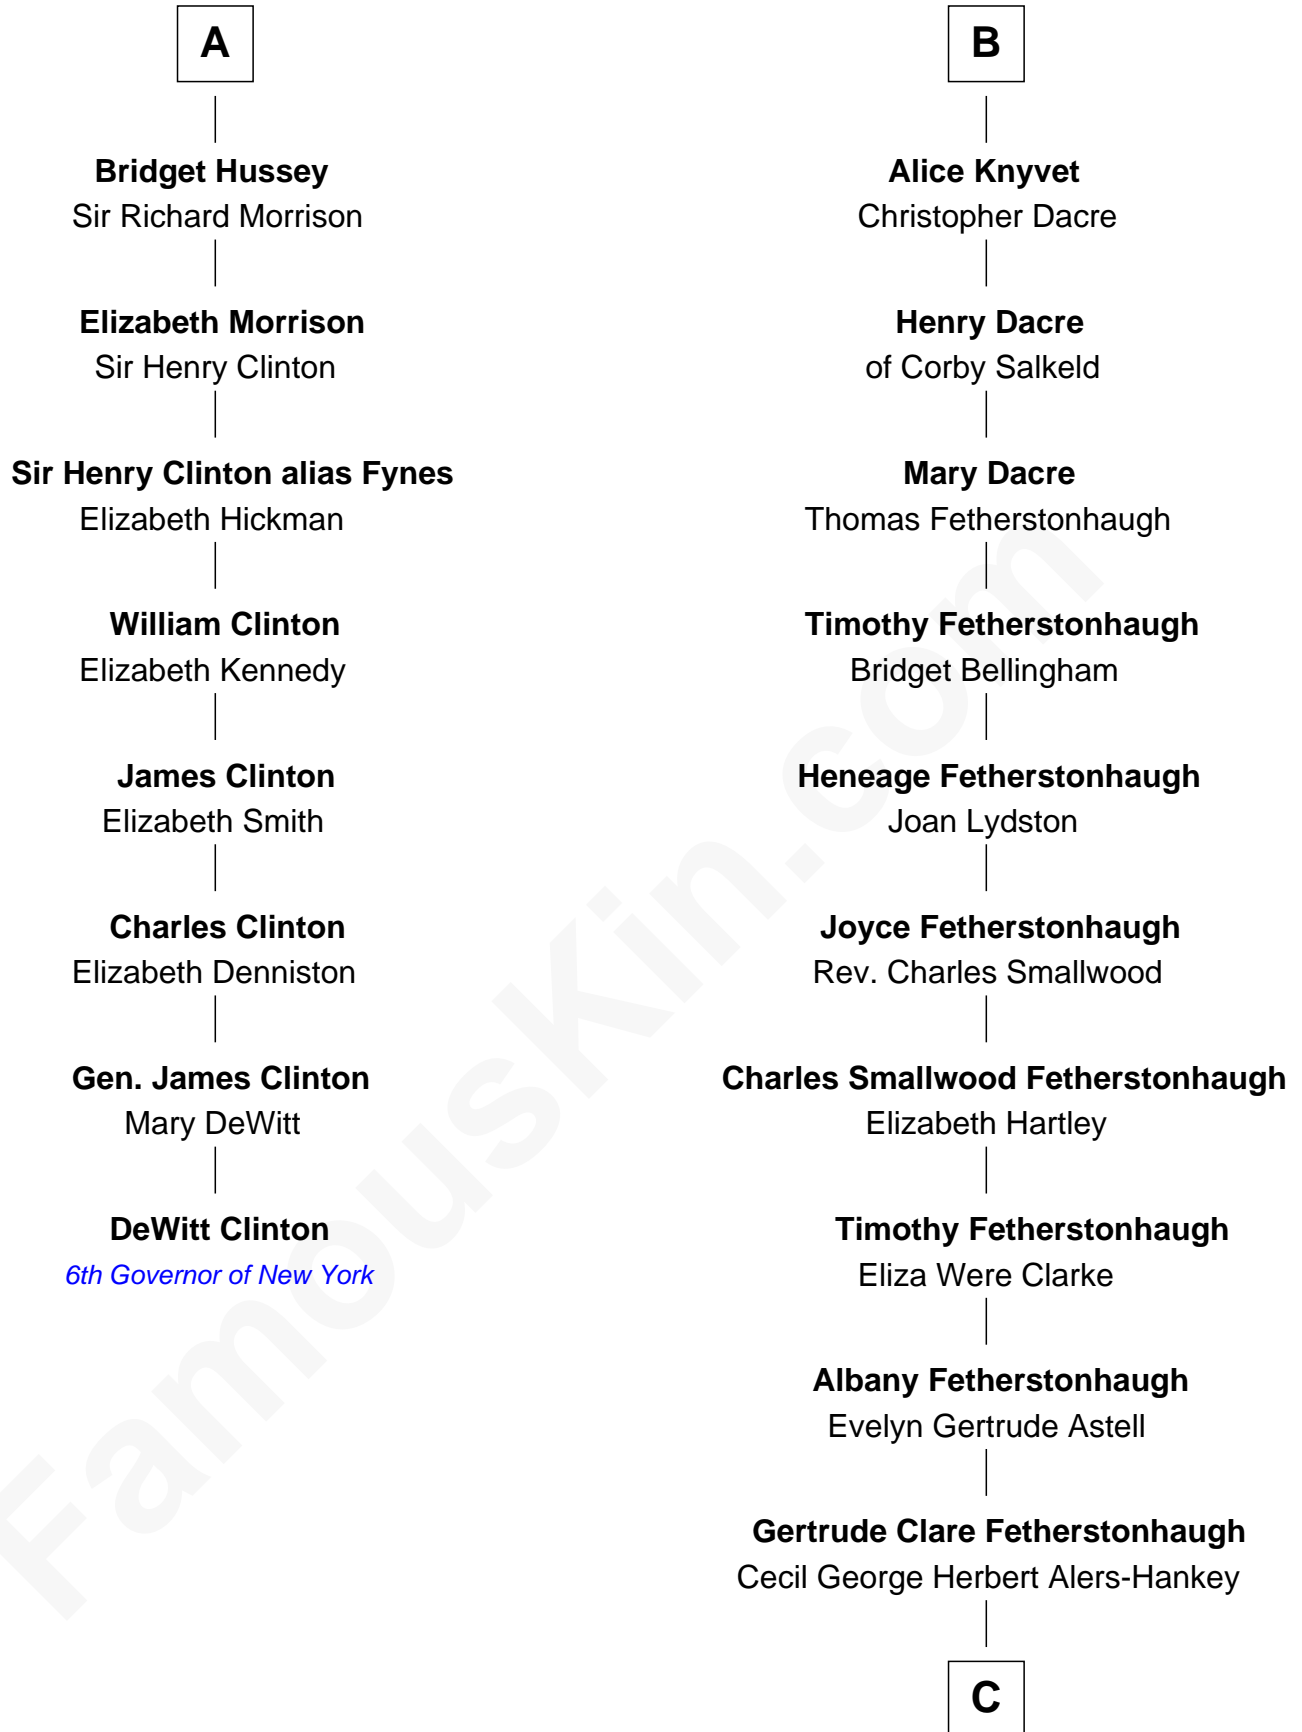 A
Bridget Hussey
Sir Richard Morrison
Elizabeth Morrison
Sir Henry Clinton
Sir Henry Clinton alias Fynes
Elizabeth Hickman
William Clinton
Elizabeth Kennedy
James Clinton
Elizabeth Smith
Charles Clinton
Elizabeth Denniston
Gen. James Clinton
Mary DeWitt
DeWitt Clinton
6th Governor of New York
B
Alice Knyvet
Christopher Dacre
Henry Dacre
of Corby Salkeld
Mary Dacre
Thomas Fetherstonhaugh
Timothy Fetherstonhaugh
Bridget Bellingham
Heneage Fetherstonhaugh
Joan Lydston
Joyce Fetherstonhaugh
Rev. Charles Smallwood
Charles Smallwood Fetherstonhaugh
Elizabeth Hartley
Timothy Fetherstonhaugh
Eliza Were Clarke
Albany Fetherstonhaugh
Evelyn Gertrude Astell
Gertrude Clare Fetherstonhaugh
Cecil George Herbert Alers-Hankey
C
FamousKin.com